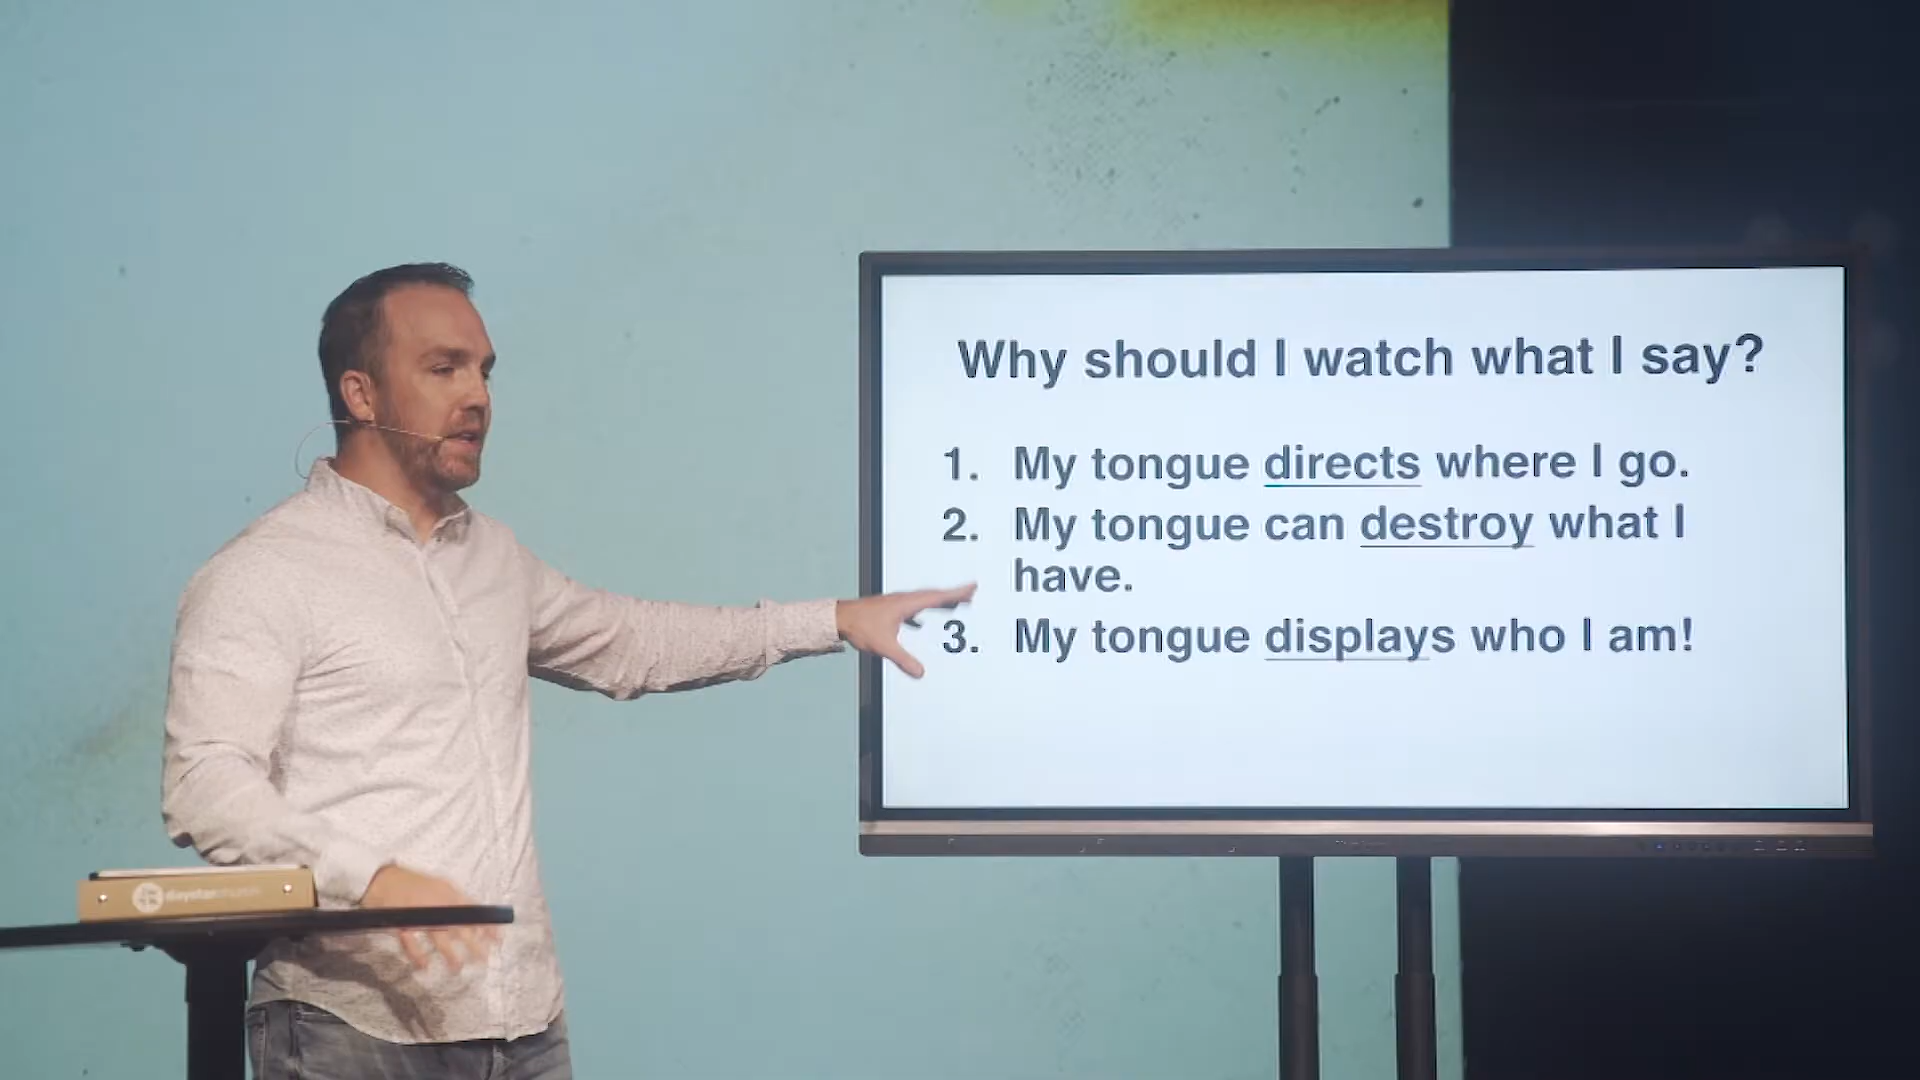 Why should I watch what I say?
1. My tongue directs where I go.
2. My tongue can destroy what I
have.
3. My tongue displays who I am!
daystar